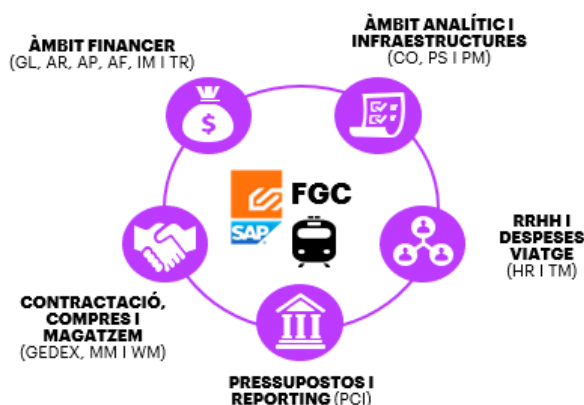 ÀMBIT FINANCER
(GL, AR, AP, AF, IM I TR)
ÀMBIT ANALÍTIC I
INFRAESTRUCTURES
(CO, PS I PM)
$
FGC
SAP
RRHH I
DESPESES
VIATGE
(HR I TM)
CONTRACTACIÓ,
COMPRES I
MAGATZEM
(GEDEX, MM I WM)
PRESSUPOSTOS I
REPORTING (PCI)